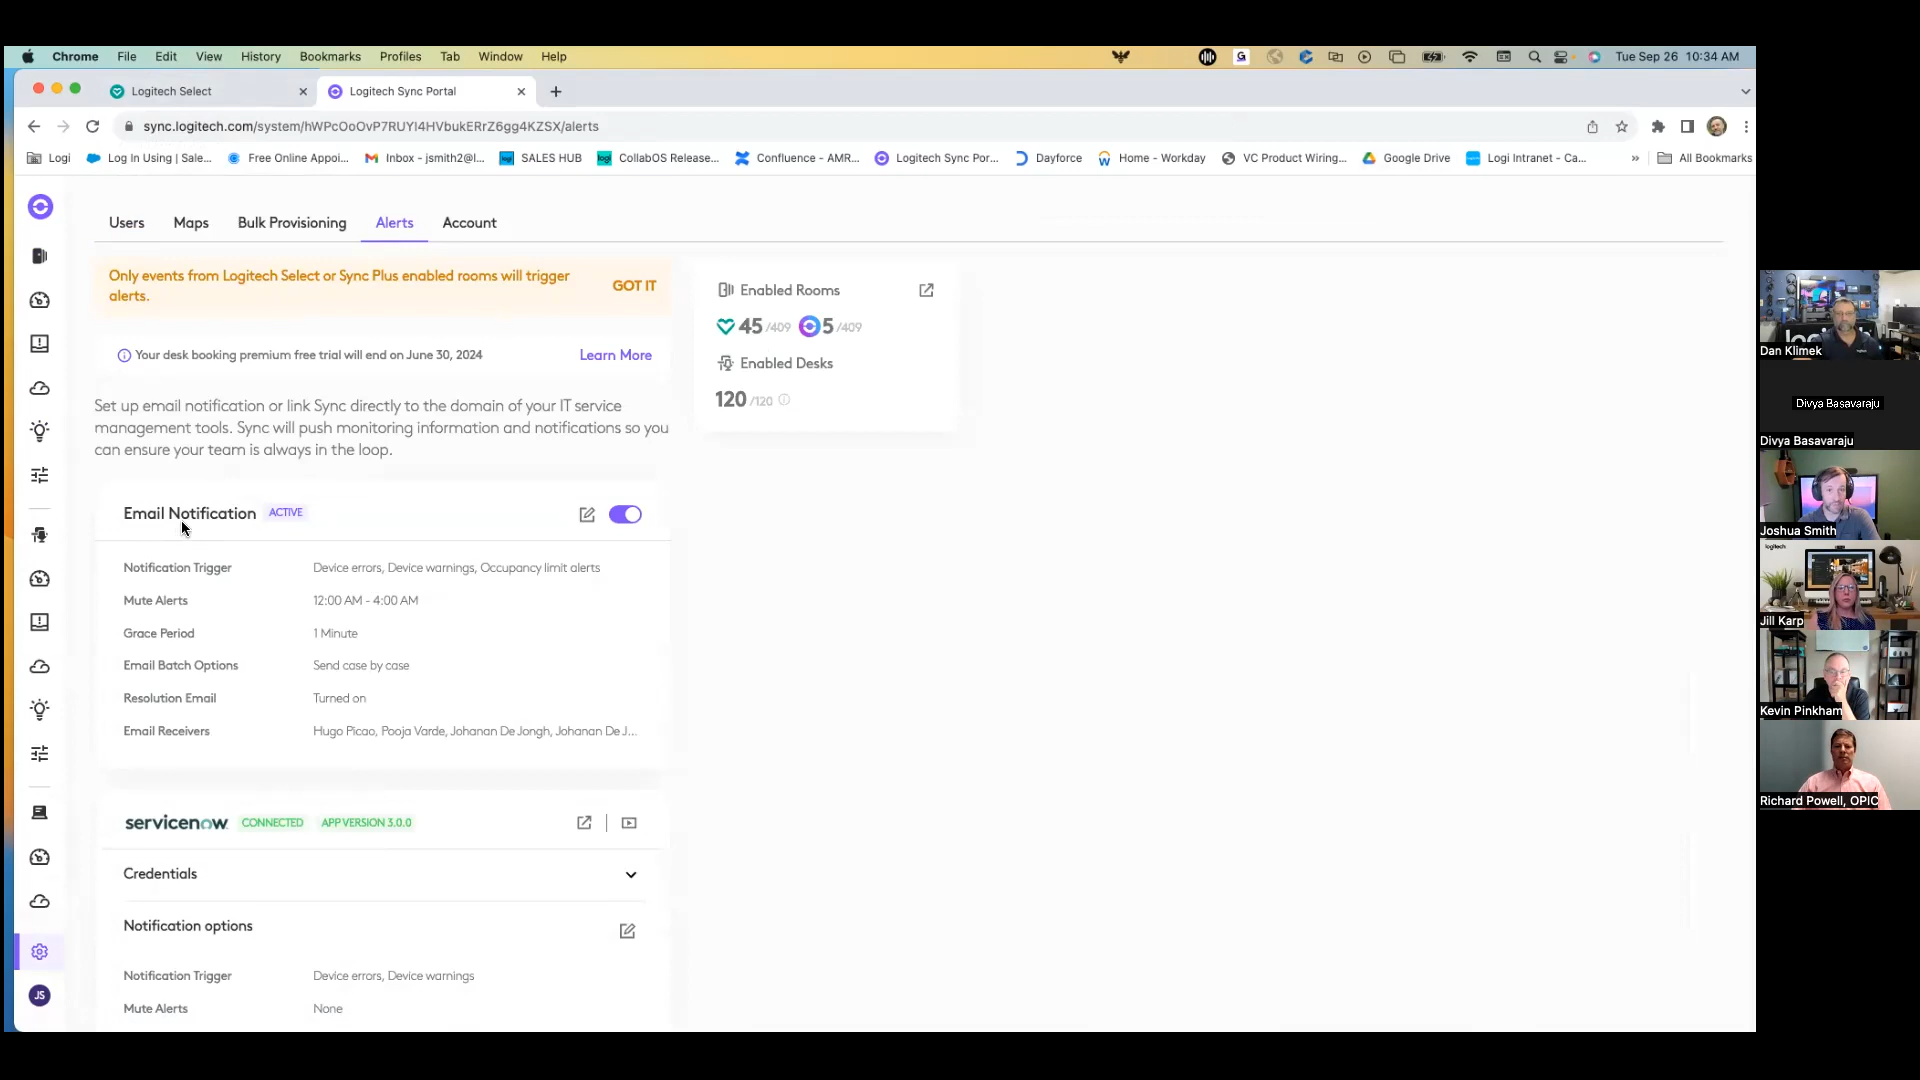 Chrome File Edit View History Bookmarks Profiles Tab Window Help Tue Sep 26 10:34 AM
Logitech Select Logitech Sync Portal
sync.logitech.com/system/hWPcOoOvP7RUYI4HVbukERrZ6gg4KZSX/alerts
Logi Log In Using | Sale... Free Online Appoi... Inbox - jsmith2@l... SALES HUB CollabOS Release... Confluence - AMR... Logitech Sync Por... Dayforce Home - Workday VC Product Wiring... Google Drive Logi Intranet - Ca... » All Bookmarks
Users Maps Bulk Provisioning Alerts Account
Only events from Logitech Select or Sync Plus enabled rooms will trigger
alerts.
GOT IT
Your desk booking premium free trial will end on June 30, 2024 Learn More
Set up email notification or link Sync directly to the domain of your IT service
management tools. Sync will push monitoring information and notifications so you
can ensure your team is always in the loop.
Enabled Rooms
45 /409 5 /409
Enabled Desks
120 /120
Email Notification ACTIVE
Notification Trigger Device errors, Device warnings, Occupancy limit alerts
Mute Alerts 12:00 AM - 4:00 AM
Grace Period 1 Minute
Email Batch Options Send case by case
Resolution Email Turned on
Email Receivers Hugo Picao, Pooja Varde, Johanan De Jongh, Johanan De J...
servicenow CONNECTED APP VERSION 3.0.0
Credentials
Notification options
Notification Trigger Device errors, Device warnings
Mute Alerts None
JS
Dan Klimek
Divya Basavaraju
Divya Basavaraju
Joshua Smith
logitech
Jill Karp
Kevin Pinkham
Richard Powell, OPIC